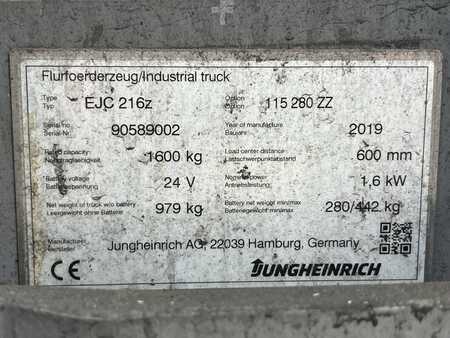 Flurfoerderzeug/Industrial truck
Type EJC 216z Option 115 280 ZZ
Typ Option
Serial no. 90589002 Year of manufacture 2019
Serial-Nr. Baujahr
Rated capacity 1600 kg Load center distance 600 mm
Nenntragfaehigkeit Lastschwerpunktabstand
Battery voltage 24 V Nominal power 1,6 kW
Batteriespannung Antriebsleistung
Net weight of truck w/o battery 979 kg Battery net weight min/max 280/442 kg
Leergewicht ohne Batterie Batteriegewicht min/max
Manufacturer Jungheinrich AG, 22039 Hamburg, Germany
Hersteller
CE JUNGHEINRICH